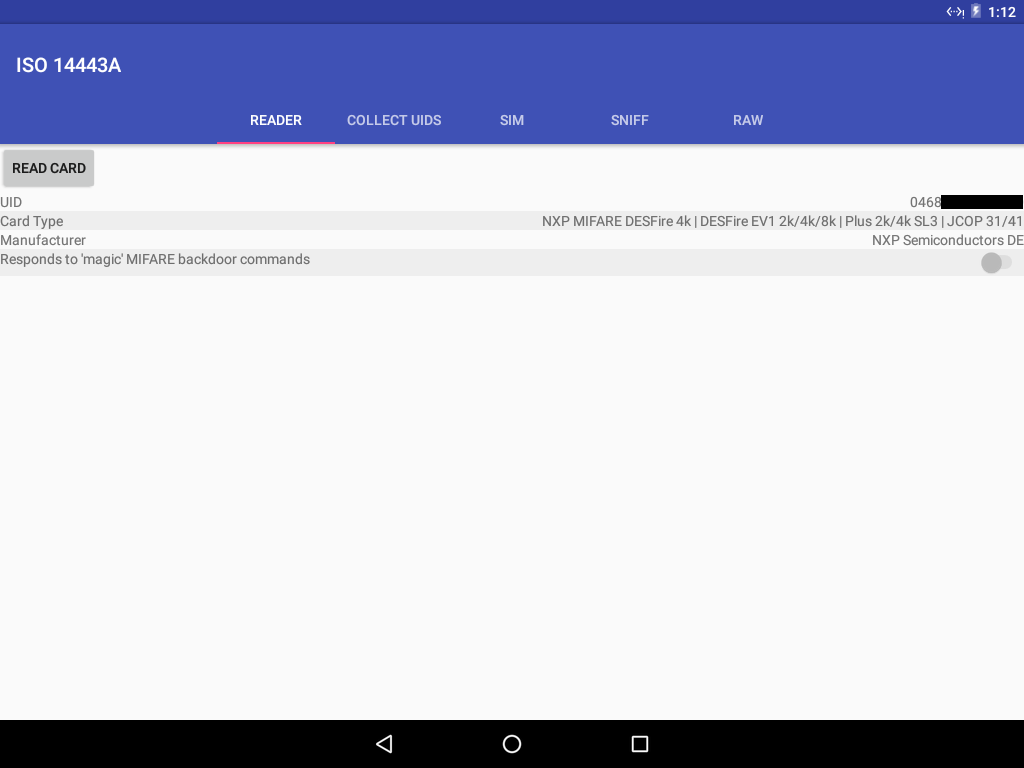 1:12
ISO 14443A
READER COLLECT UIDS SIM SNIFF RAW
READ CARD
UID 0468
Card Type NXP MIFARE DESFire 4k | DESFire EV1 2k/4k/8k | Plus 2k/4k SL3 | JCOP 31/41
Manufacturer NXP Semiconductors DE
Responds to 'magic' MIFARE backdoor commands